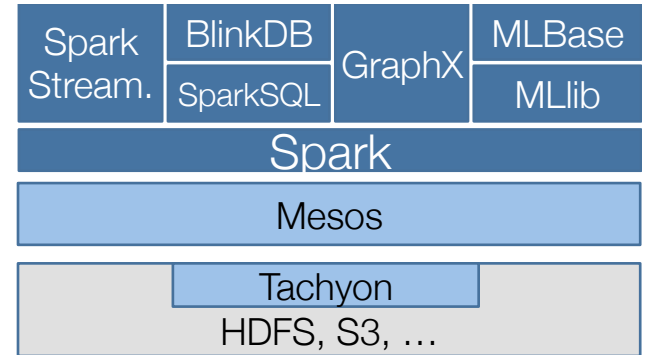 Spark
Stream.
BlinkDB
SparkSQL
GraphX
MLBase
MLlib
Spark
Mesos
Tachyon
HDFS, S3, …